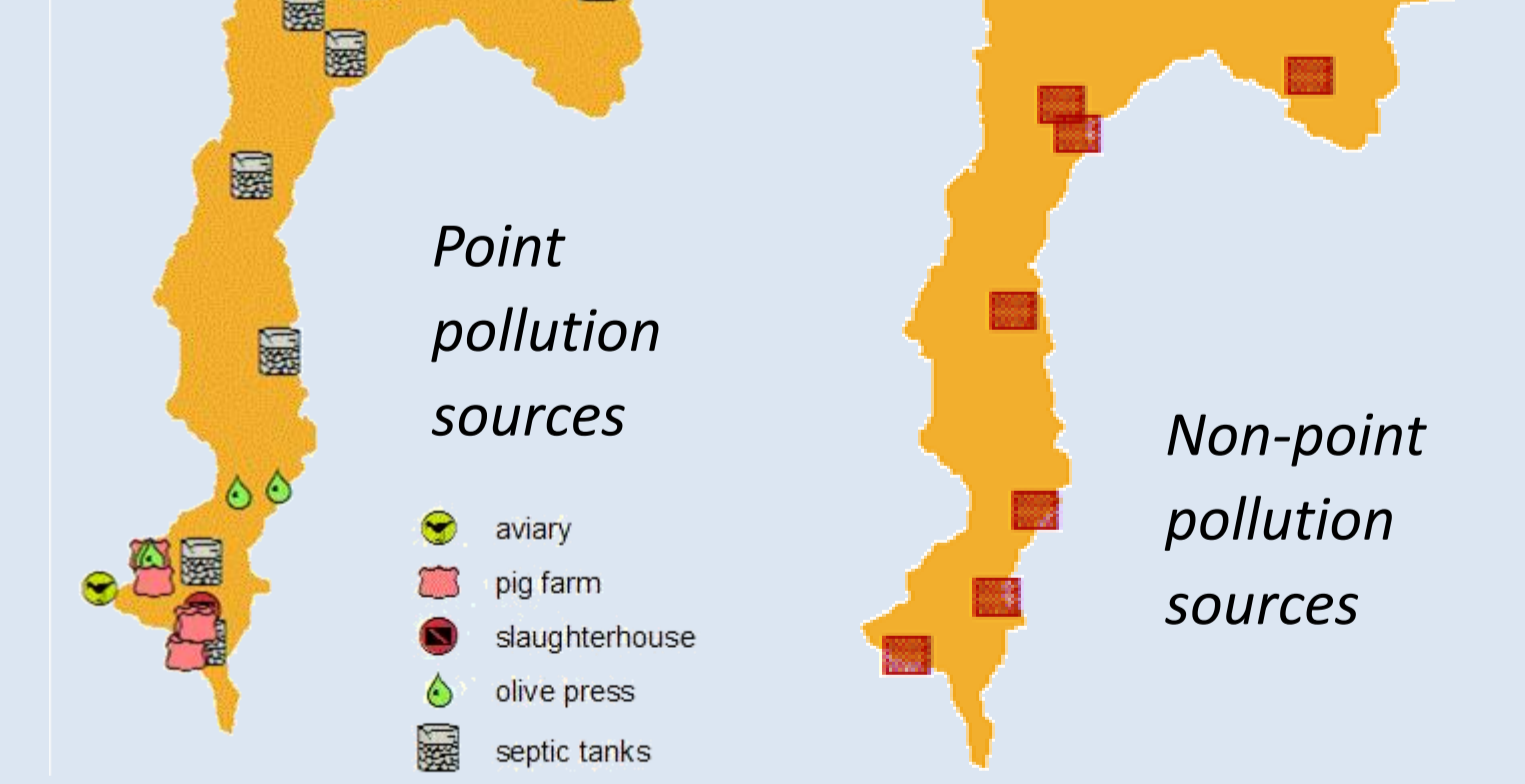 Point
pollution
sources
aviary
pig farm
slaughterhouse
olive press
septic tanks
Non-point
pollution
sources